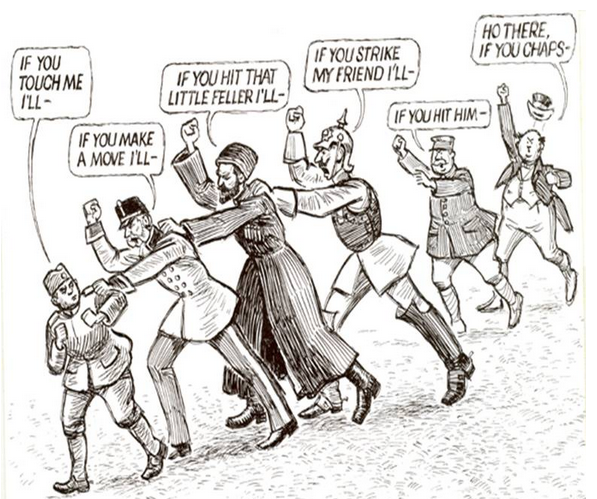 IF YOU
TOUCH ME
I'LL-
IF YOU MAKE
A MOVE I'LL-
IF YOU HIT THAT
LITTLE FELLER I'LL-
IF YOU STRIKE
MY FRIEND I'LL-
IF YOU HIT HIM-
HO THERE,
IF YOU CHAPS-